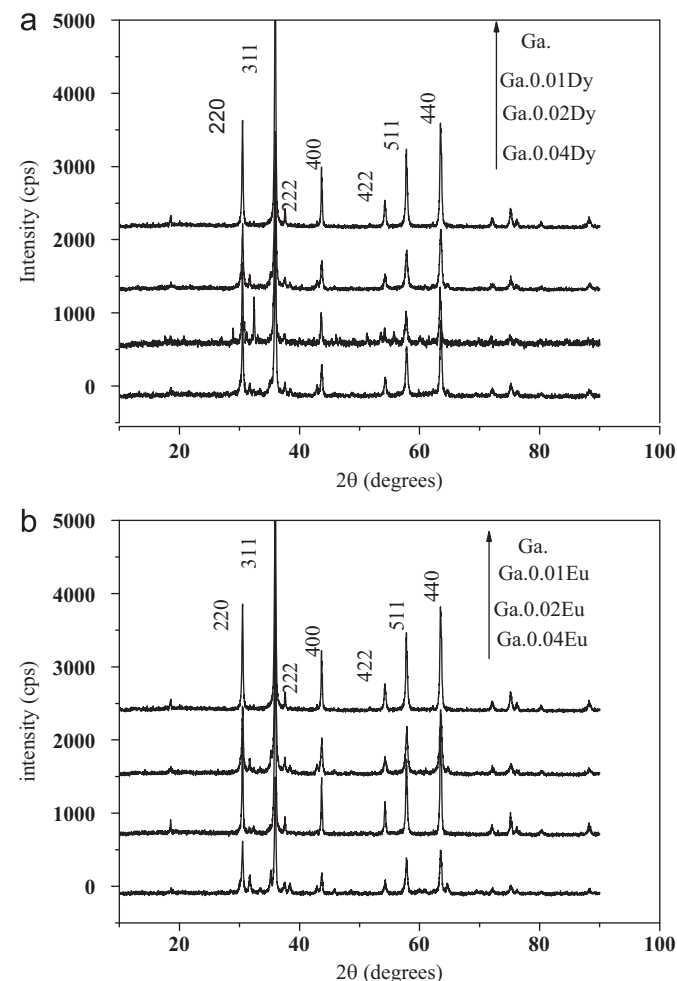 a
5000
4000
3000
2000
1000
0
Intensity (cps)
220
311
222
400
422
511
440
Ga.
Ga.0.01Dy
Ga.0.02Dy
Ga.0.04Dy
20 40 60 80 100
2θ (degrees)
b
5000
4000
3000
2000
1000
0
intensity (cps)
220
311
222
400
422
511
440
Ga.
Ga.0.01Eu
Ga.0.02Eu
Ga.0.04Eu
20 40 60 80 100
2θ (degrees)